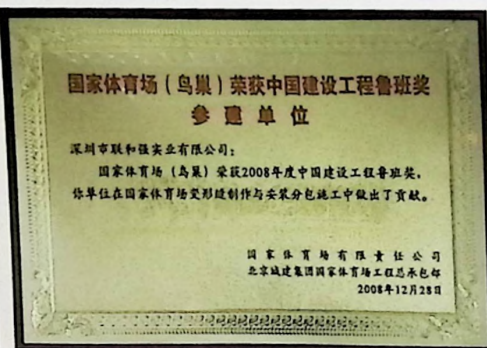 国家体育场（鸟巢）荣获中国建设工程鲁班奖
参建单位
深圳市联和强实业有限公司：
国家体育场（鸟巢）荣获2008年度中国建设工程鲁班奖，
你单位在国家体育场变形缝制作与安装分包施工中做出了贡献。
国家体育场有限责任公司
北京城建集团国家体育场工程总承包部
2008年12月28日